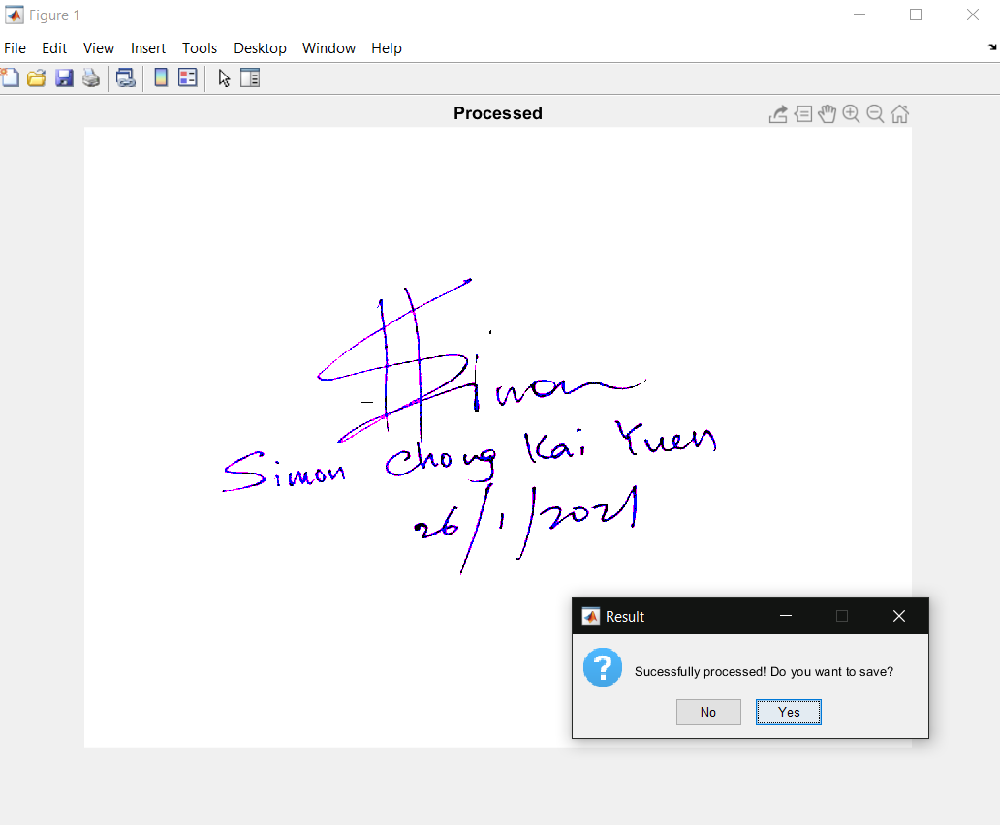 Figure 1
File Edit View Insert Tools Desktop Window Help
Processed
Simon
Simon Chong Kai Yuen
26/1/2021
Result
Sucessfully processed! Do you want to save?
No Yes